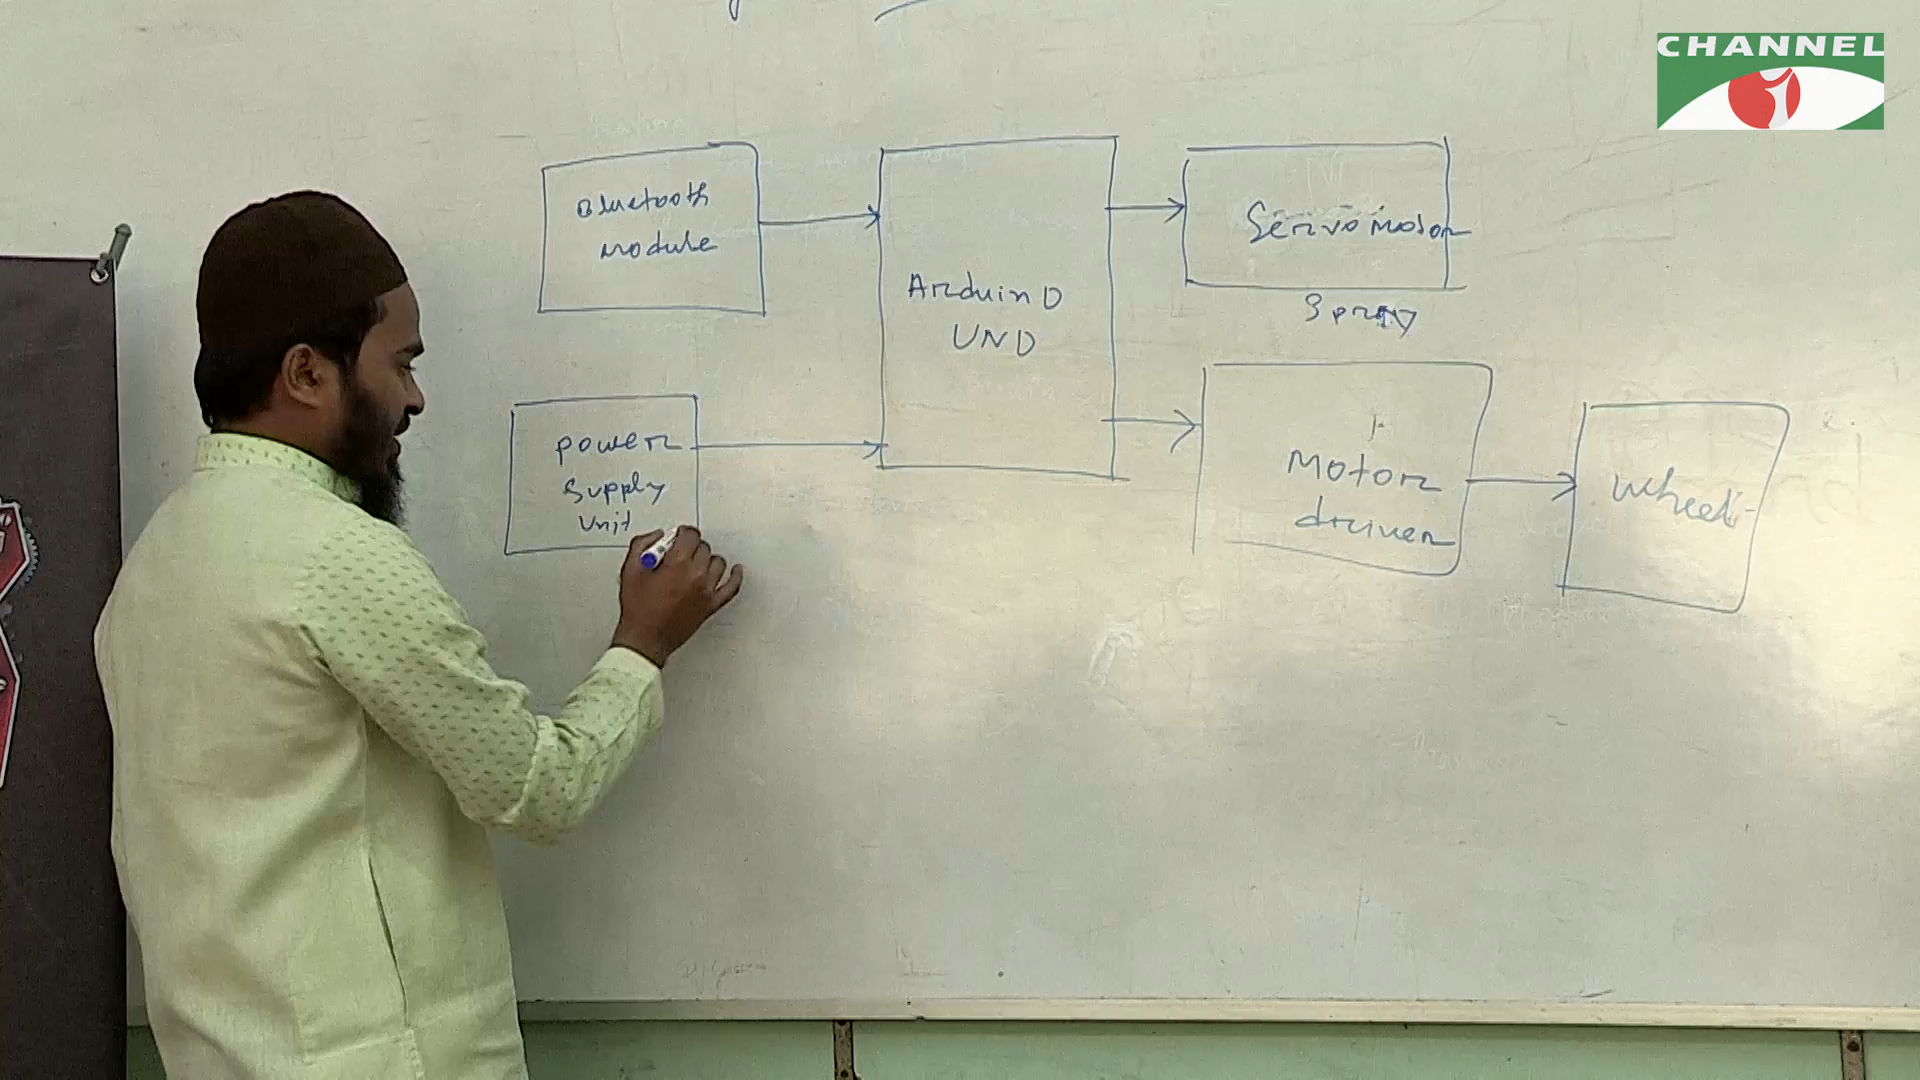 CHANNEL
Bluetooth
module
Arduino
UNO
Servo motor
Spray
Power
Supply
Unit
Motor
driver
wheel